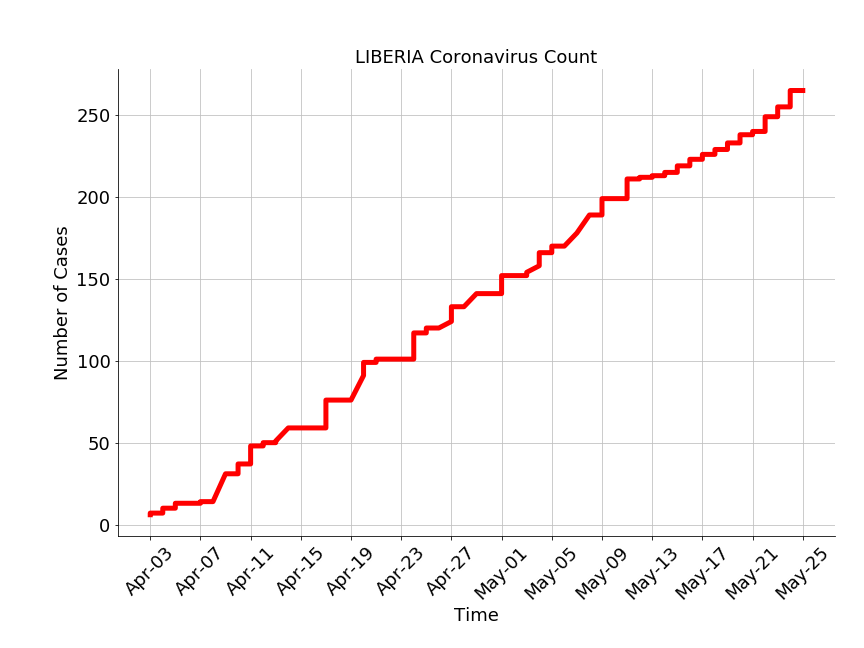 LIBERIA Coronavirus Count
Number of Cases
250
200
150
100
50
0
Apr-03
Apr-07
Apr-11
Apr-15
Apr-19
Apr-23
Apr-27
May-01
May-05
May-09
May-13
May-17
May-21
May-25
Time